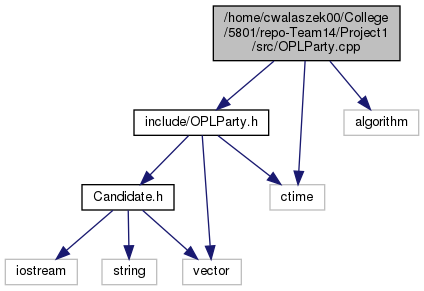 /home/cwalaszek00/College
/5801/repo-Team14/Project1
/src/OPLParty.cpp
include/OPLParty.h
algorithm
Candidate.h
ctime
iostream
string
vector